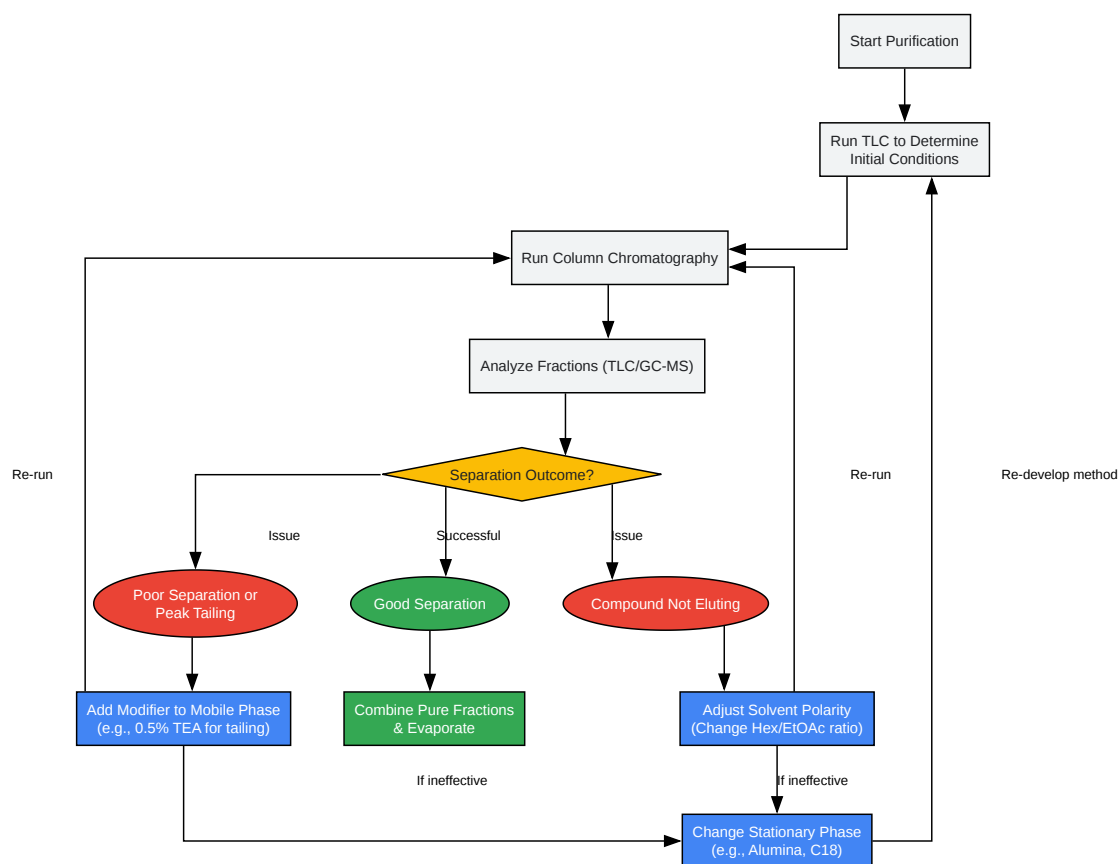 Start Purification
Run TLC to Determine
Initial Conditions
Run Column Chromatography
Analyze Fractions (TLC/GC-MS)
Re-run
Separation Outcome?
Re-run
Re-develop method
Issue
Successful
Issue
Poor Separation or
Peak Tailing
Good Separation
Compound Not Eluting
Add Modifier to Mobile Phase
(e.g., 0.5% TEA for tailing)
Combine Pure Fractions
& Evaporate
Adjust Solvent Polarity
(Change Hex/EtOAc ratio)
If ineffective
If ineffective
Change Stationary Phase
(e.g., Alumina, C18)